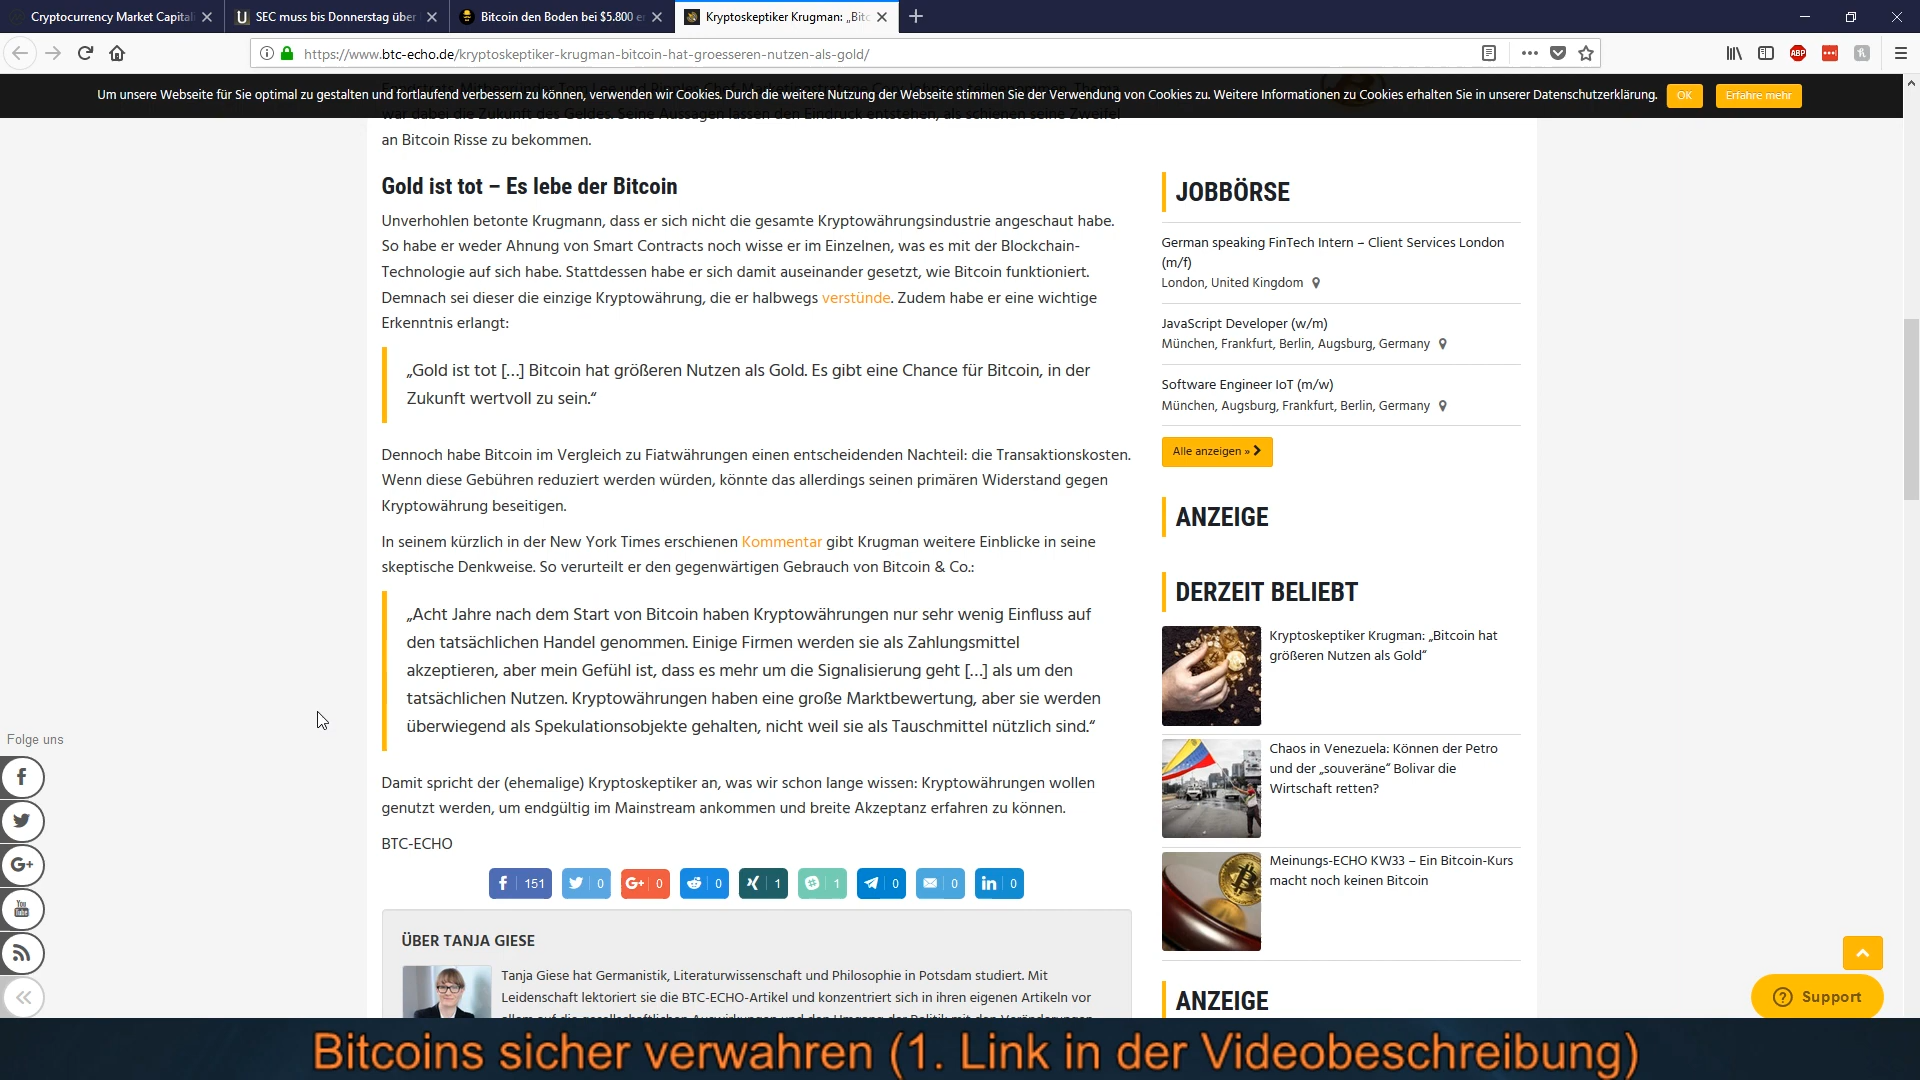 Cryptocurrency Market Capital
SEC muss bis Donnerstag über
Bitcoin den Boden bei $5.800 e
Kryptoskeptiker Krugman: „Bitc
https://www.btc-echo.de/kryptoskeptiker-krugman-bitcoin-hat-groesseren-nutzen-als-gold/
Um unsere Webseite für Sie optimal zu gestalten und fortlaufend verbessern zu können, verwenden wir Cookies. Durch die weitere Nutzung der Webseite stimmen Sie der Verwendung von Cookies zu. Weitere Informationen zu Cookies erhalten Sie in unserer Datenschutzerklärung.
OK
Erfahre mehr
war dabei die Zukunft des Geldes. Seine Aussagen lassen den Eindruck entstehen, als schienen seine Zweifel
an Bitcoin Risse zu bekommen.
Gold ist tot – Es lebe der Bitcoin
Unverhohlen betonte Krugmann, dass er sich nicht die gesamte Kryptowährungsindustrie angeschaut habe.
So habe er weder Ahnung von Smart Contracts noch wisse er im Einzelnen, was es mit der Blockchain-
Technologie auf sich habe. Stattdessen habe er sich damit auseinander gesetzt, wie Bitcoin funktioniert.
Demnach sei dieser die einzige Kryptowährung, die er halbwegs verstünde. Zudem habe er eine wichtige
Erkenntnis erlangt:
„Gold ist tot […] Bitcoin hat größeren Nutzen als Gold. Es gibt eine Chance für Bitcoin, in der
Zukunft wertvoll zu sein.“
Dennoch habe Bitcoin im Vergleich zu Fiatwährungen einen entscheidenden Nachteil: die Transaktionskosten.
Wenn diese Gebühren reduziert werden würden, könnte das allerdings seinen primären Widerstand gegen
Kryptowährung beseitigen.
In seinem kürzlich in der New York Times erschienen Kommentar gibt Krugman weitere Einblicke in seine
skeptische Denkweise. So verurteilt er den gegenwärtigen Gebrauch von Bitcoin & Co.:
„Acht Jahre nach dem Start von Bitcoin haben Kryptowährungen nur sehr wenig Einfluss auf
den tatsächlichen Handel genommen. Einige Firmen werden sie als Zahlungsmittel
akzeptieren, aber mein Gefühl ist, dass es mehr um die Signalisierung geht […] als um den
tatsächlichen Nutzen. Kryptowährungen haben eine große Marktbewertung, aber sie werden
überwiegend als Spekulationsobjekte gehalten, nicht weil sie als Tauschmittel nützlich sind.“
Damit spricht der (ehemalige) Kryptoskeptiker an, was wir schon lange wissen: Kryptowährungen wollen
genutzt werden, um endgültig im Mainstream ankommen und breite Akzeptanz erfahren zu können.
BTC-ECHO
151
0
0
0
1
1
0
0
0
ÜBER TANJA GIESE
Tanja Giese hat Germanistik, Literaturwissenschaft und Philosophie in Potsdam studiert. Mit
Leidenschaft lektoriert sie die BTC-ECHO-Artikel und konzentriert sich in ihren eigenen Artikeln vor
JOBBÖRSE
German speaking FinTech Intern – Client Services London
(m/f)
London, United Kingdom
JavaScript Developer (w/m)
München, Frankfurt, Berlin, Augsburg, Germany
Software Engineer IoT (m/w)
München, Augsburg, Frankfurt, Berlin, Germany
Alle anzeigen »
ANZEIGE
DERZEIT BELIEBT
Kryptoskeptiker Krugman: „Bitcoin hat
größeren Nutzen als Gold“
Chaos in Venezuela: Können der Petro
und der „souveräne“ Bolivar die
Wirtschaft retten?
Meinungs-ECHO KW33 – Ein Bitcoin-Kurs
macht noch keinen Bitcoin
ANZEIGE
Folge uns
Support
Bitcoins sicher verwahren (1. Link in der Videobeschreibung)